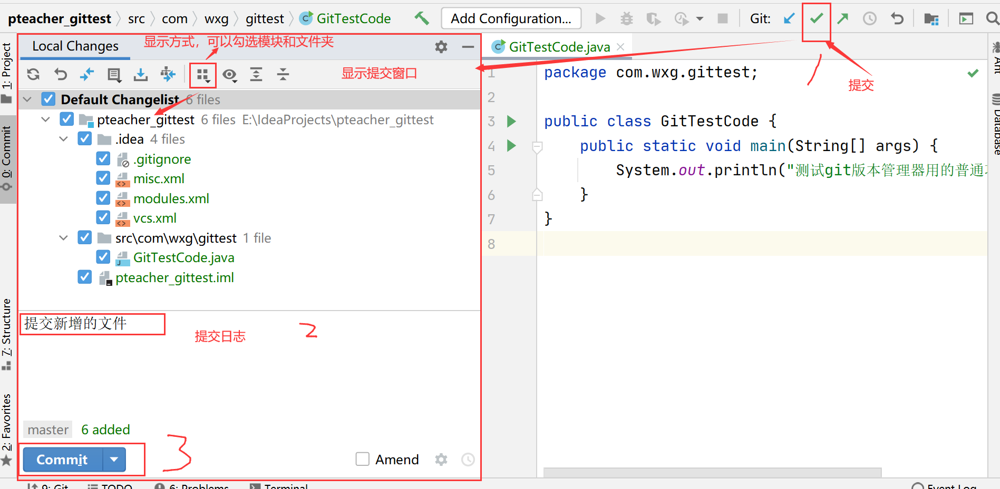 pteacher_gittest src com wxg gittest GitTestCode Add Configuration... Git:
Local Changes
显示方式，可以勾选模块和文件夹
显示提交窗口
提交
Default Changelist 6 files
pteacher_gittest 6 files E:\IdeaProjects\pteacher_gittest
.idea 4 files
.gitignore
misc.xml
modules.xml
vcs.xml
src\com\wxg\gittest 1 file
GitTestCode.java
pteacher_gittest.iml
提交新增的文件
提交日志
2
master 6 added
Commit
3
Amend
GitTestCode.java
1 package com.wxg.gittest;
2
3 public class GitTestCode {
4 public static void main(String[] args) {
5 System.out.println("测试git版本管理器用的普通
6 }
7 }
8
1
1: Project
0: Commit
7: Structure
2: Favorites
Ant
Database
9: Git TODO 6: Problems Terminal Event Log